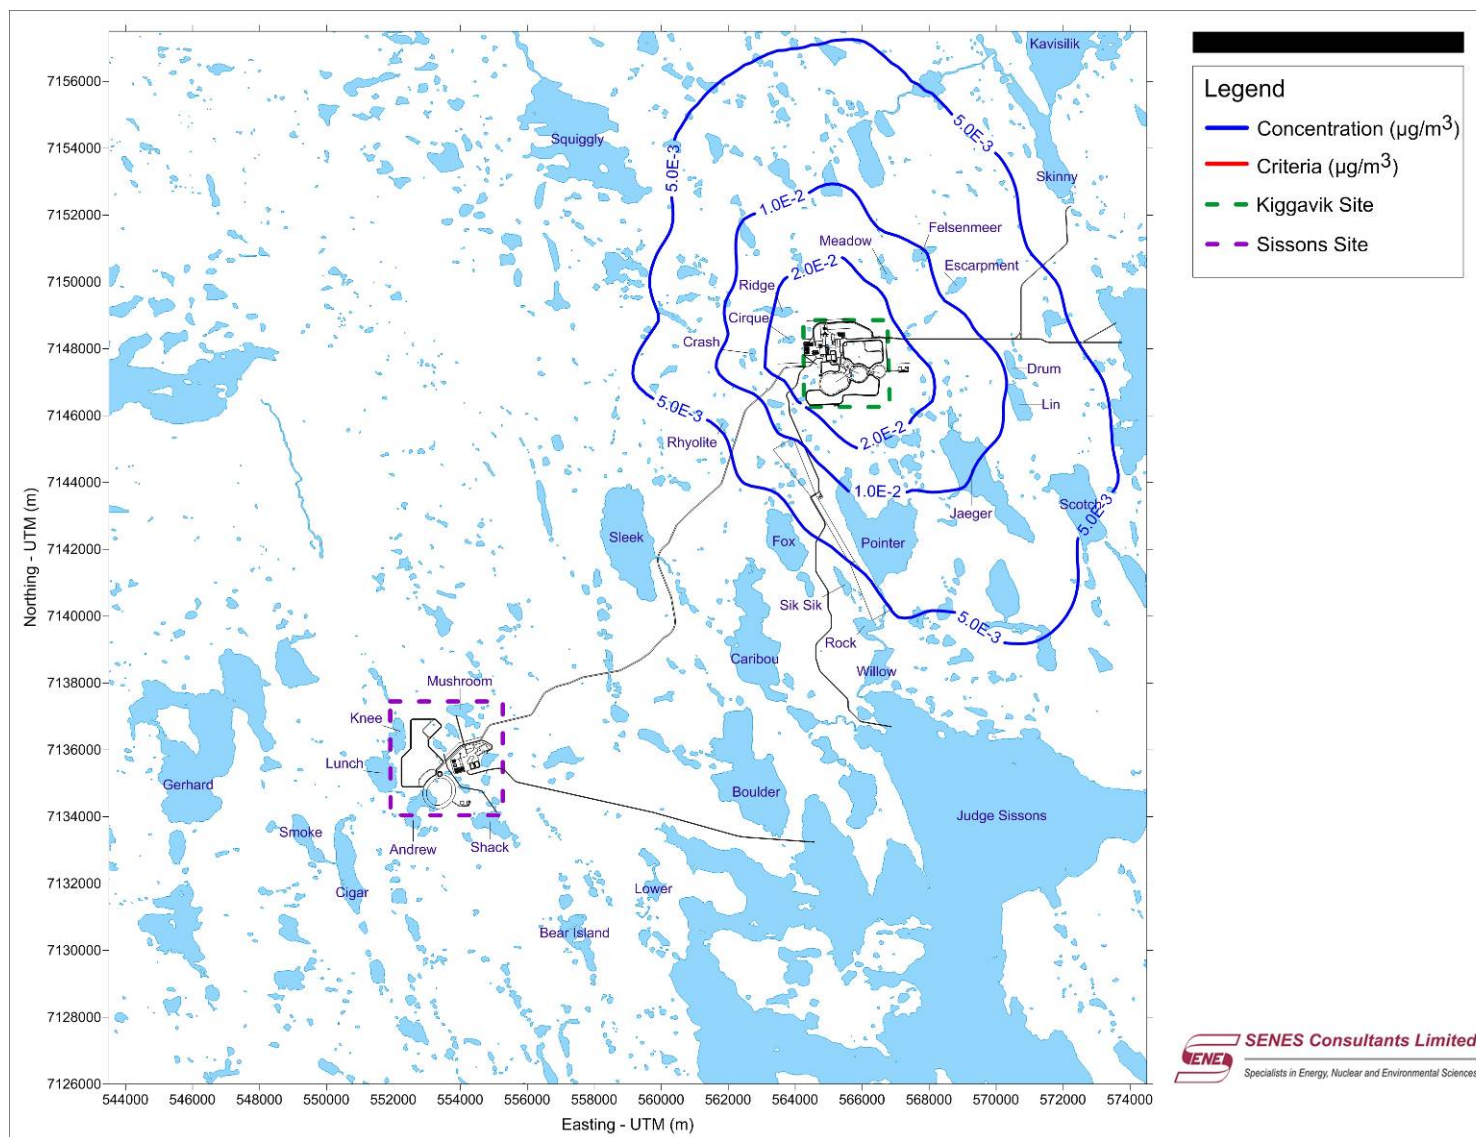 Legend
Concentration (µg/m³)
Criteria (µg/m³)
Kiggavik Site
Sissons Site
Northing - UTM (m)
7156000
7154000
7152000
7150000
7148000
7146000
7144000
7142000
7140000
7138000
7136000
7134000
7132000
7130000
7128000
7126000
544000 546000 548000 550000 552000 554000 556000 558000 560000 562000 564000 566000 568000 570000 572000 574000
Easting - UTM (m)
Kavisilik
5.0E-3
Squiggly
5.0E-3
Skinny
1.0E-2
Felsenmeer
Meadow
Escarpment
2.0E-2
Ridge
Cirque
Crash
Drum
Lin
5.0E-3
Rhyolite
2.0E-2
1.0E-2
Jaeger
Scotch
5.0E-3
Sleek
Fox
Pointer
Sik Sik
5.0E-3
Rock
Caribou
Willow
Mushroom
Knee
Lunch
Gerhard
Boulder
Judge Sissons
Smoke
Andrew
Shack
Cigar
Lower
Bear Island
SENES
SENES Consultants Limited
Specialists in Energy, Nuclear and Environmental Sciences